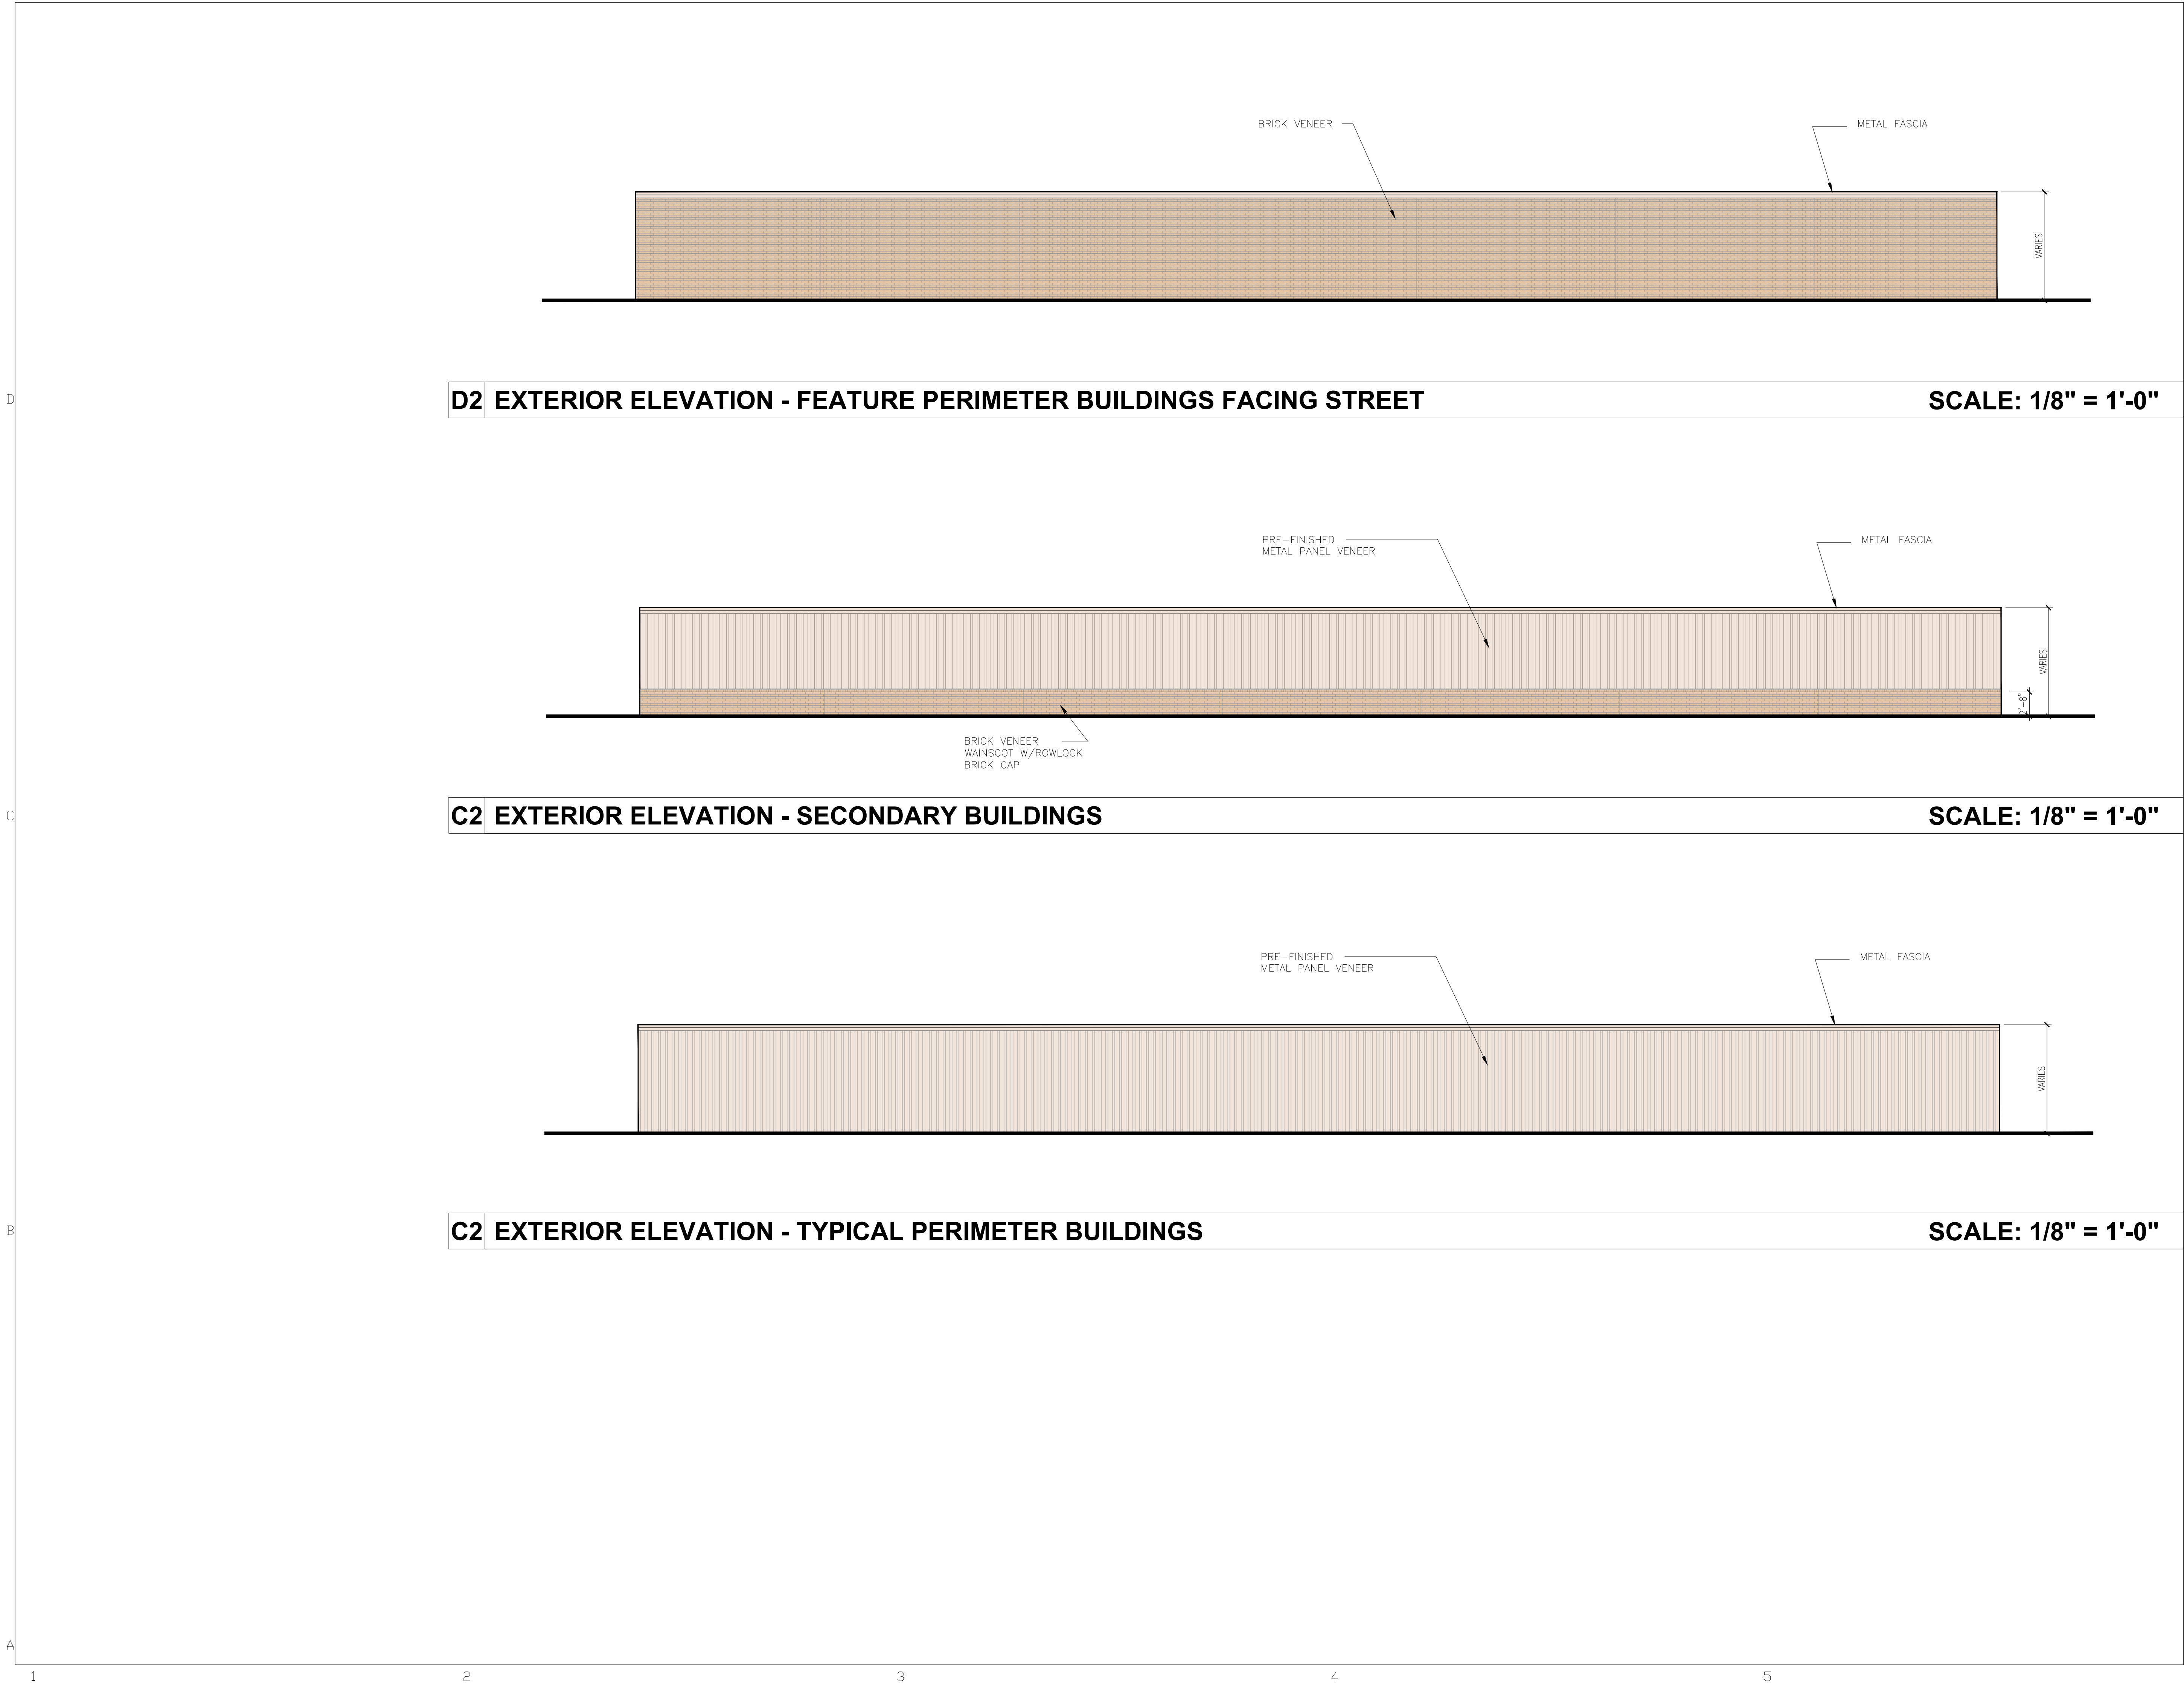 BRICK VENEER
METAL FASCIA
VARIES
D
D2 EXTERIOR ELEVATION - FEATURE PERIMETER BUILDINGS FACING STREET SCALE: 1/8" = 1'-0"
PRE-FINISHED
METAL PANEL VENEER
METAL FASCIA
VARIES
2'-8"
BRICK VENEER
WAINSCOT W/ROWLOCK
BRICK CAP
C
C2 EXTERIOR ELEVATION - SECONDARY BUILDINGS SCALE: 1/8" = 1'-0"
PRE-FINISHED
METAL PANEL VENEER
METAL FASCIA
VARIES
B
C2 EXTERIOR ELEVATION - TYPICAL PERIMETER BUILDINGS SCALE: 1/8" = 1'-0"
A
1 2 3 4 5